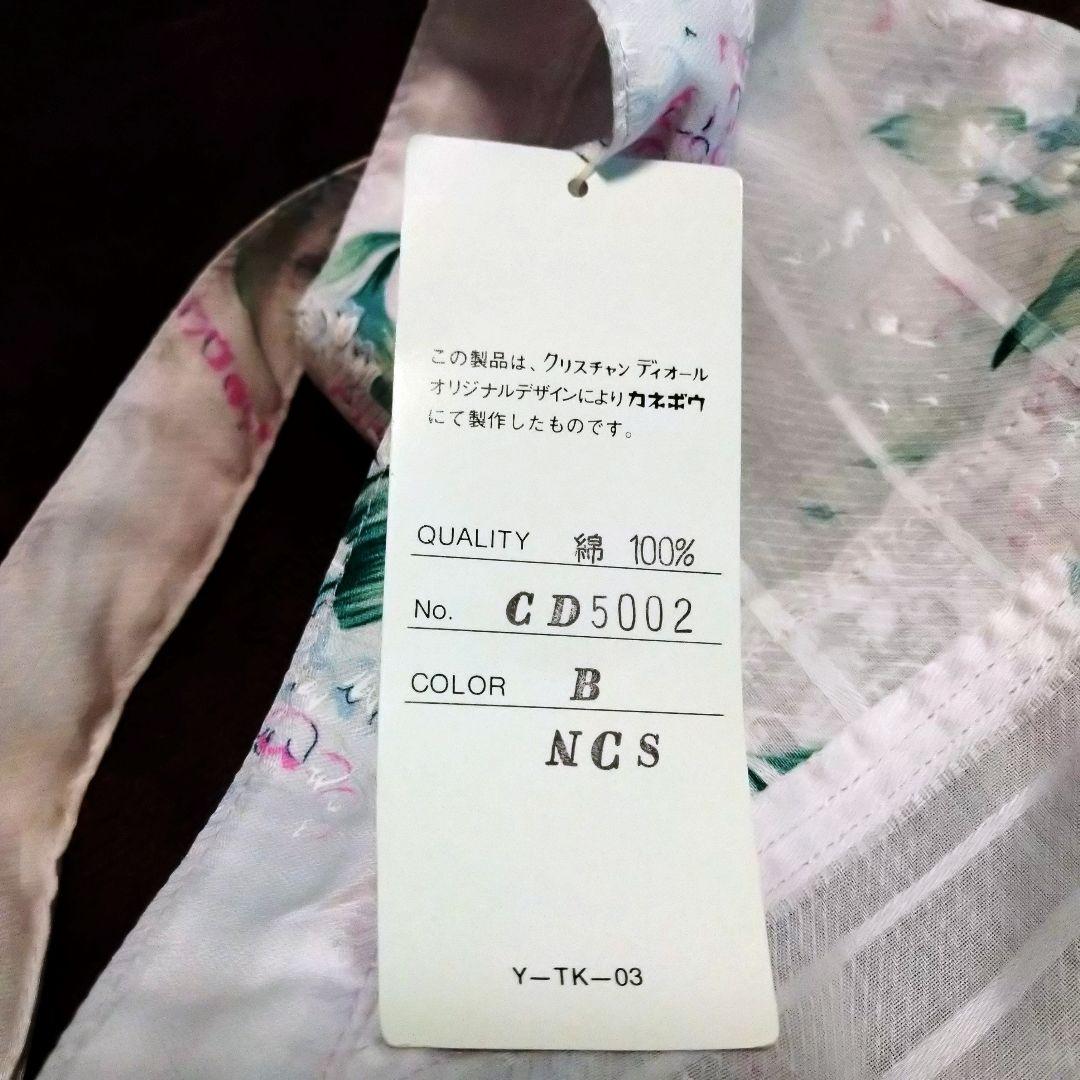 この製品は、クリスチャン ディオール
オリジナルデザインによりカネボウ
にて製作したものです。
QUALITY 綿 100%
No. CD5002
COLOR B
NCS
Y—TK—03